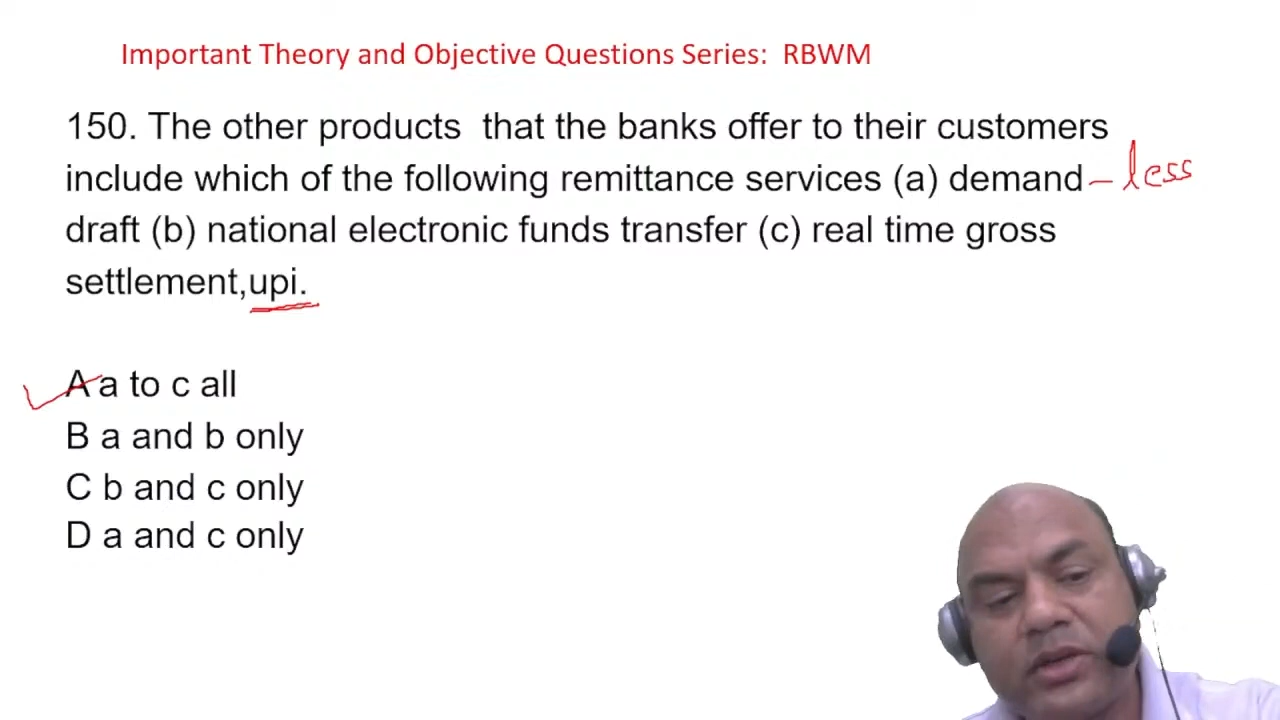 Important Theory and Objective Questions Series: RBWM
150. The other products that the banks offer to their customers
include which of the following remittance services (a) demand – less
draft (b) national electronic funds transfer (c) real time gross
settlement,upi.
A a to c all
B a and b only
C b and c only
D a and c only